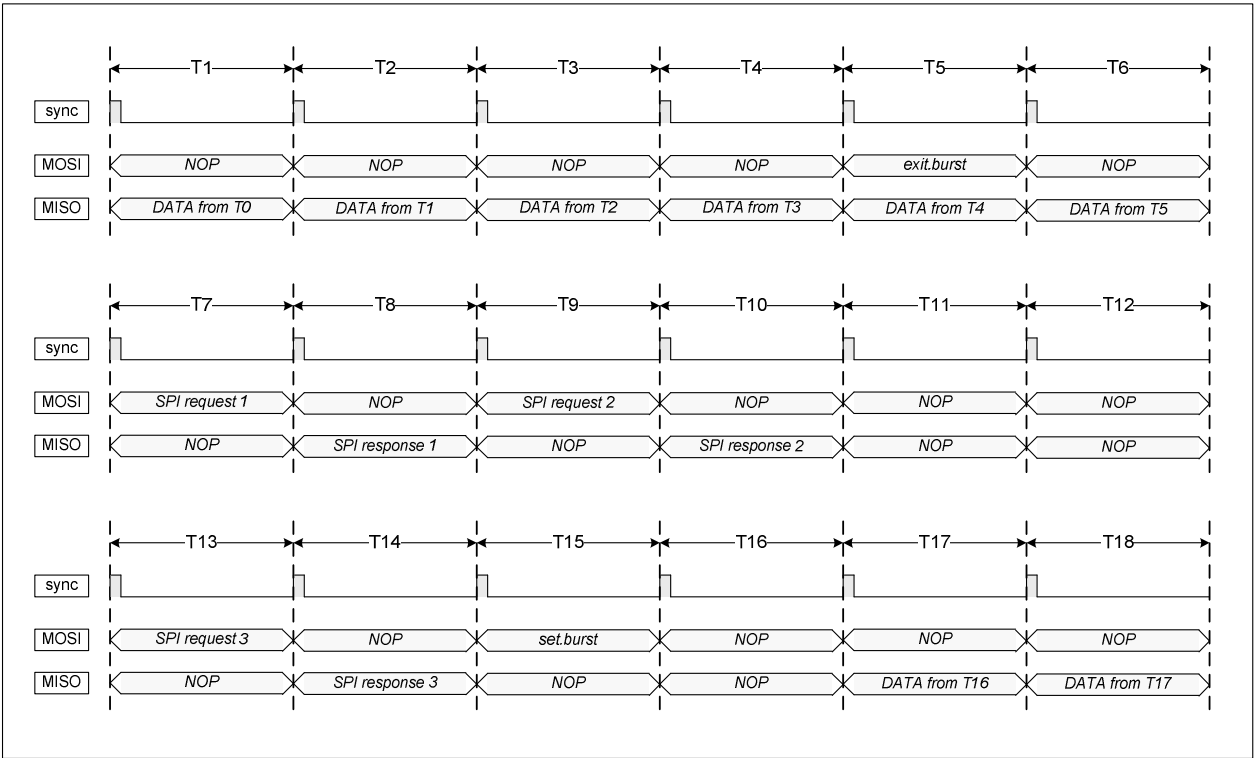 T1 T2 T3 T4 T5 T6
sync
MOSI NOP NOP NOP NOP exit.burst NOP
MISO DATA from T0 DATA from T1 DATA from T2 DATA from T3 DATA from T4 DATA from T5
T7 T8 T9 T10 T11 T12
sync
MOSI SPI request 1 NOP SPI request 2 NOP NOP NOP
MISO NOP SPI response 1 NOP SPI response 2 NOP NOP
T13 T14 T15 T16 T17 T18
sync
MOSI SPI request 3 NOP set.burst NOP NOP NOP
MISO NOP SPI response 3 NOP NOP DATA from T16 DATA from T17